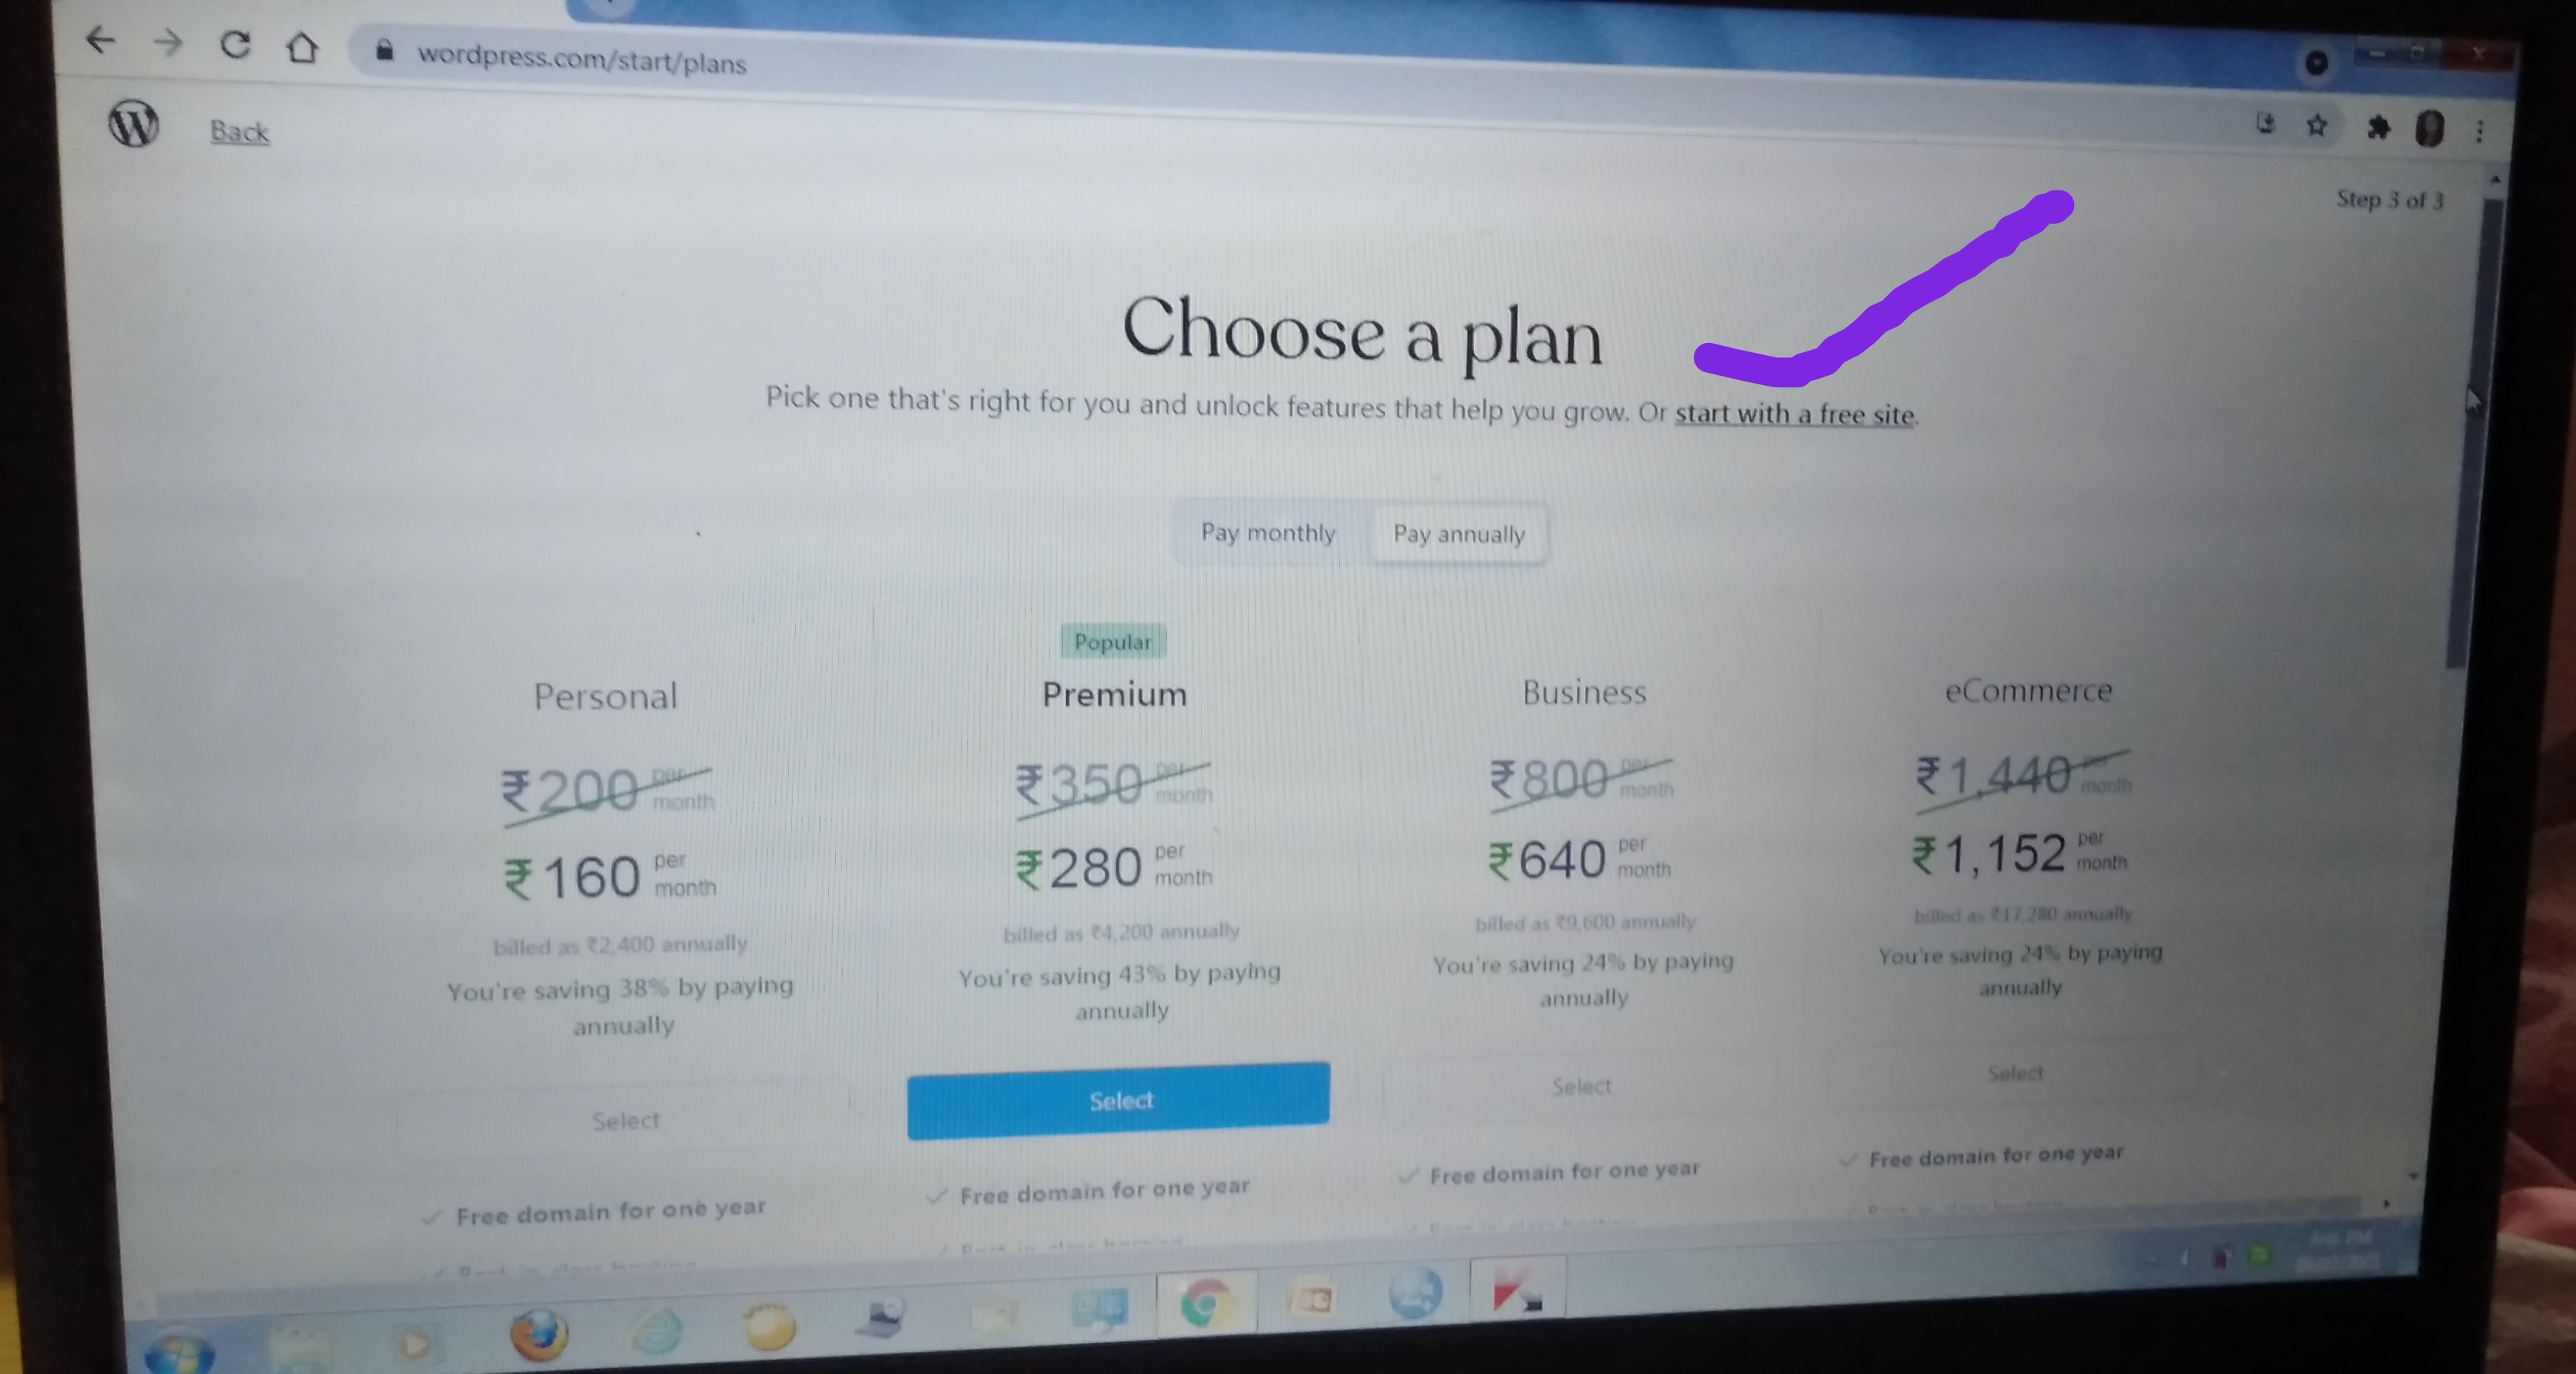 wordpress.com/start/plans
Back
Step 3 of 3
Choose a plan
Pick one that's right for you and unlock features that help you grow. Or start with a free site.
Pay monthly Pay annually
Popular
Personal
₹200 per month
₹160 per month
billed as ₹2,400 annually
You're saving 38% by paying
annually
Select
Free domain for one year
Premium
₹350 per month
₹280 per month
billed as ₹4,200 annually
You're saving 43% by paying
annually
Select
Free domain for one year
Business
₹800 per month
₹640 per month
billed as ₹9,600 annually
You're saving 24% by paying
annually
Select
Free domain for one year
eCommerce
₹1,440 per month
₹1,152 per month
billed as ₹17,280 annually
You're saving 24% by paying
annually
Select
Free domain for one year